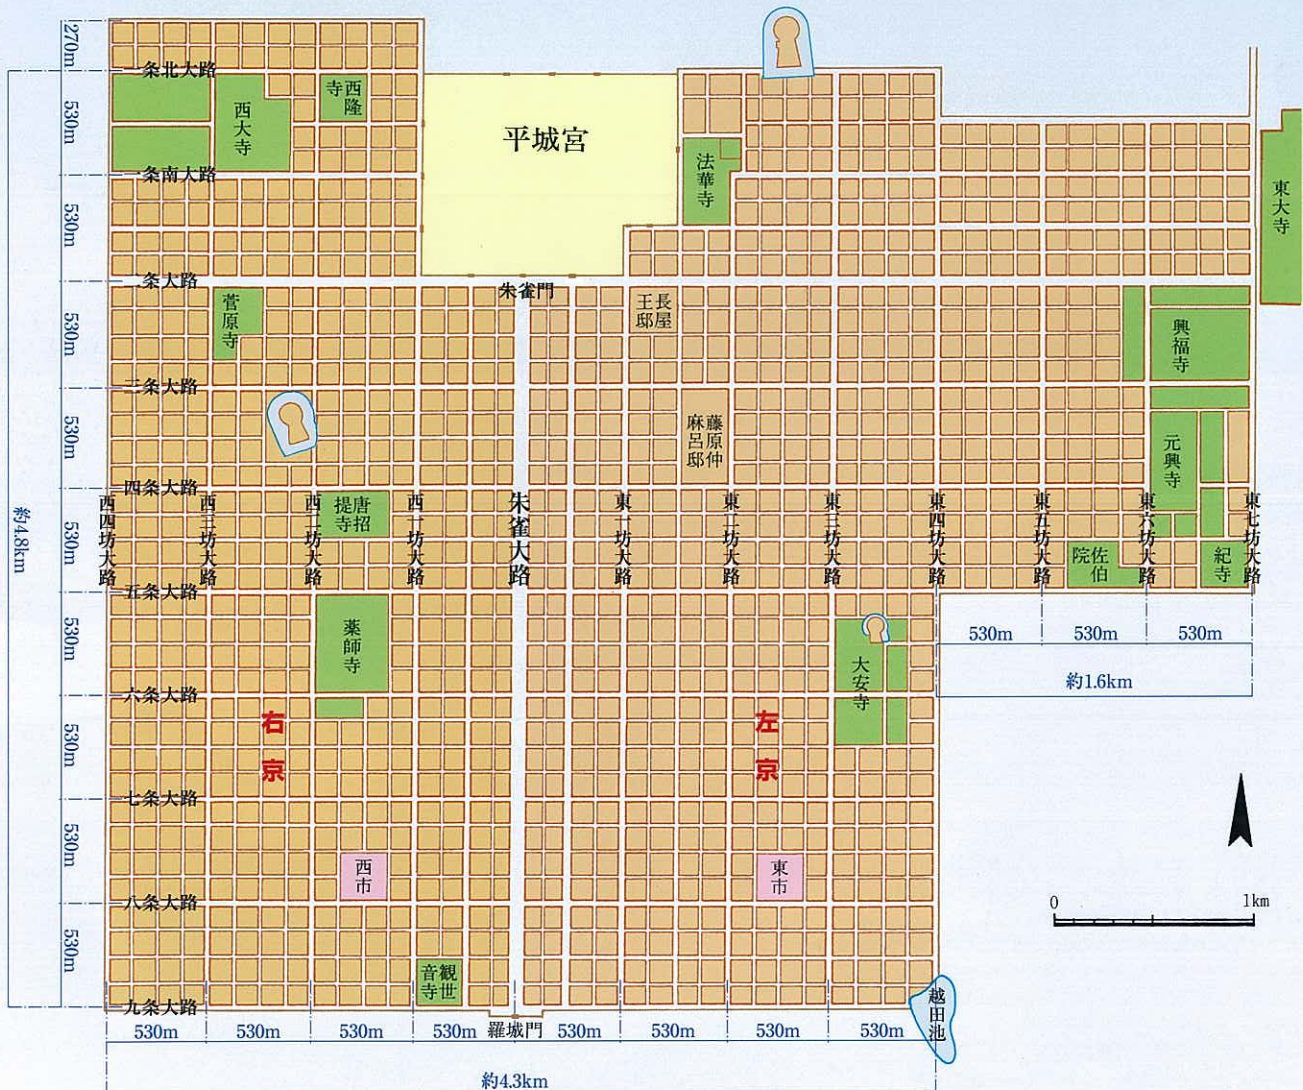 270m
一条北大路
530m
一条南大路
530m
二条大路
530m
三条大路
530m
四条大路
530m
五条大路
530m
六条大路
530m
七条大路
530m
八条大路
530m
九条大路
約4.8km
西大寺
西隆
寺
平城宮
法華寺
東大寺
朱雀門
菅原寺
長屋
王邸
興福寺
藤原仲
麻呂邸
元興寺
唐招
提寺
西四坊大路
西三坊大路
西二坊大路
西一坊大路
朱雀大路
東一坊大路
東二坊大路
東三坊大路
東四坊大路
東五坊大路
東六坊大路
東七坊大路
佐伯
院
紀寺
530m
530m
530m
約1.6km
薬師寺
大安寺
右京
左京
西市
東市
0
1km
観世
音寺
越田池
羅城門
530m
530m
530m
530m
530m
530m
530m
530m
約4.3km